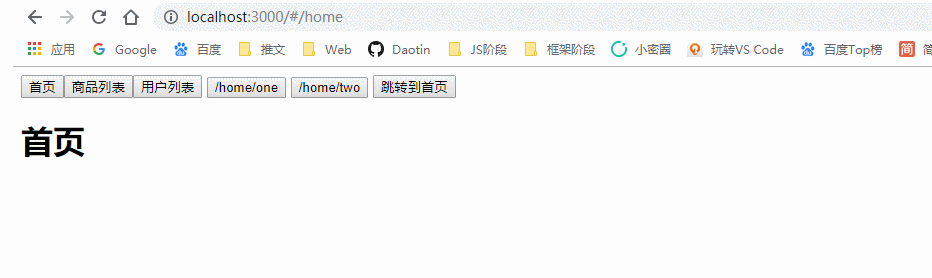 localhost:3000/#/home
应用 Google 百度 推文 Web Daotin JS阶段 框架阶段 小密圈 玩转VS Code 百度Top榜 简
首页 商品列表 用户列表 /home/one /home/two 跳转到首页
首页